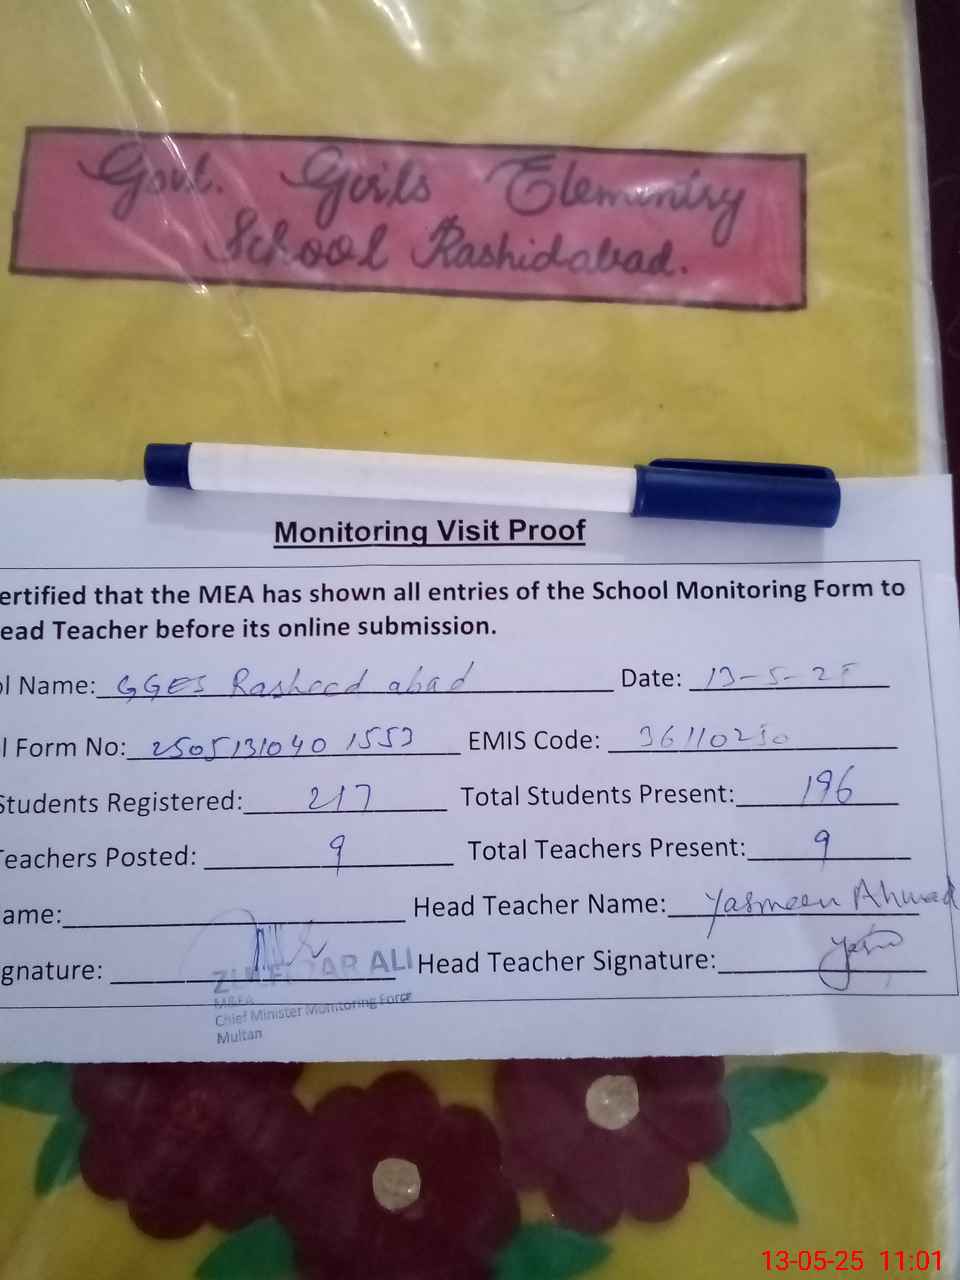 Govt. Girls Elementry
School Rashidabad.
Monitoring Visit Proof
ertified that the MEA has shown all entries of the School Monitoring Form to
ead Teacher before its online submission.
ol Name: GGES Rasheed abad Date: 13-5-25
l Form No: 2505131040 1553 EMIS Code: 36110230
Students Registered: 217 Total Students Present: 196
Teachers Posted: 9 Total Teachers Present: 9
ame: Head Teacher Name: Yasmeen Ahmad
gnature: Head Teacher Signature:
ALI
M&EA
Chief Minister Monitoring Force
Multan
13-05-25 11:01